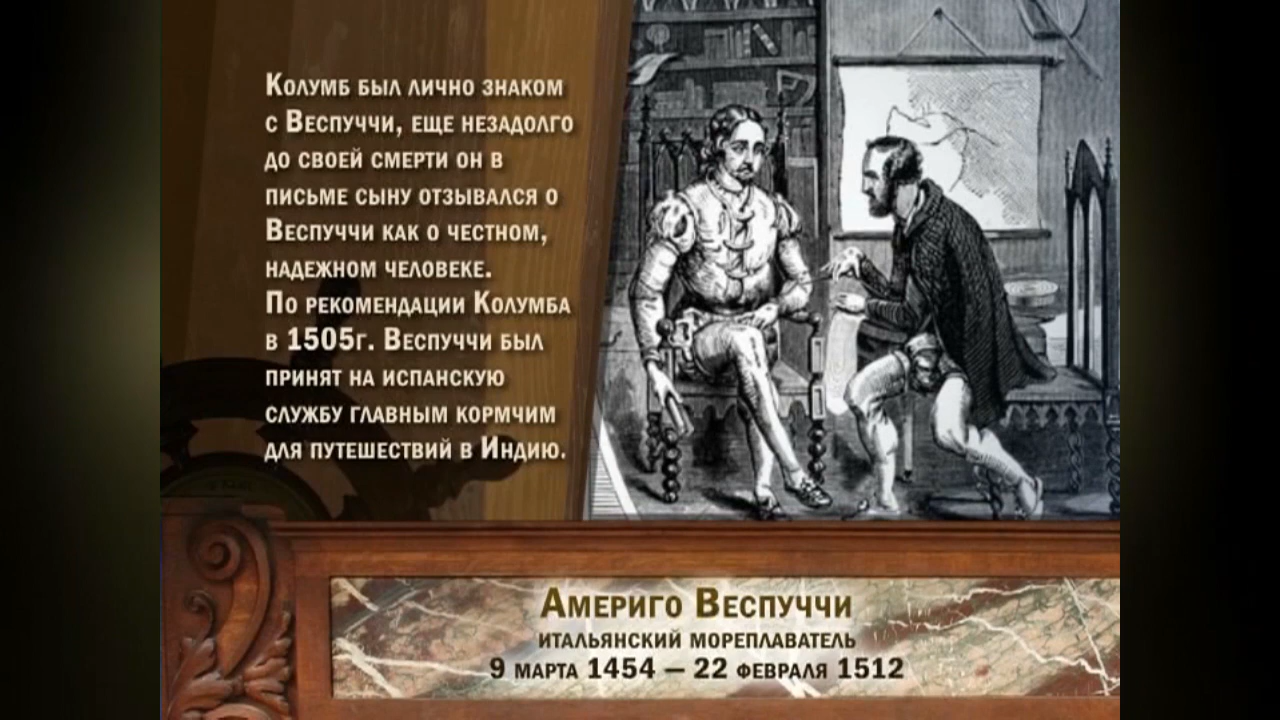 Колумб был лично знаком
с Веспуччи, еще незадолго
до своей смерти он в
письме сыну отзывался о
Веспуччи как о честном,
надежном человеке.
По рекомендации Колумба
в 1505г. Веспуччи был
принят на испанскую
службу главным кормчим
для путешествий в Индию.
Америго Веспуччи
итальянский мореплаватель
9 марта 1454 — 22 февраля 1512